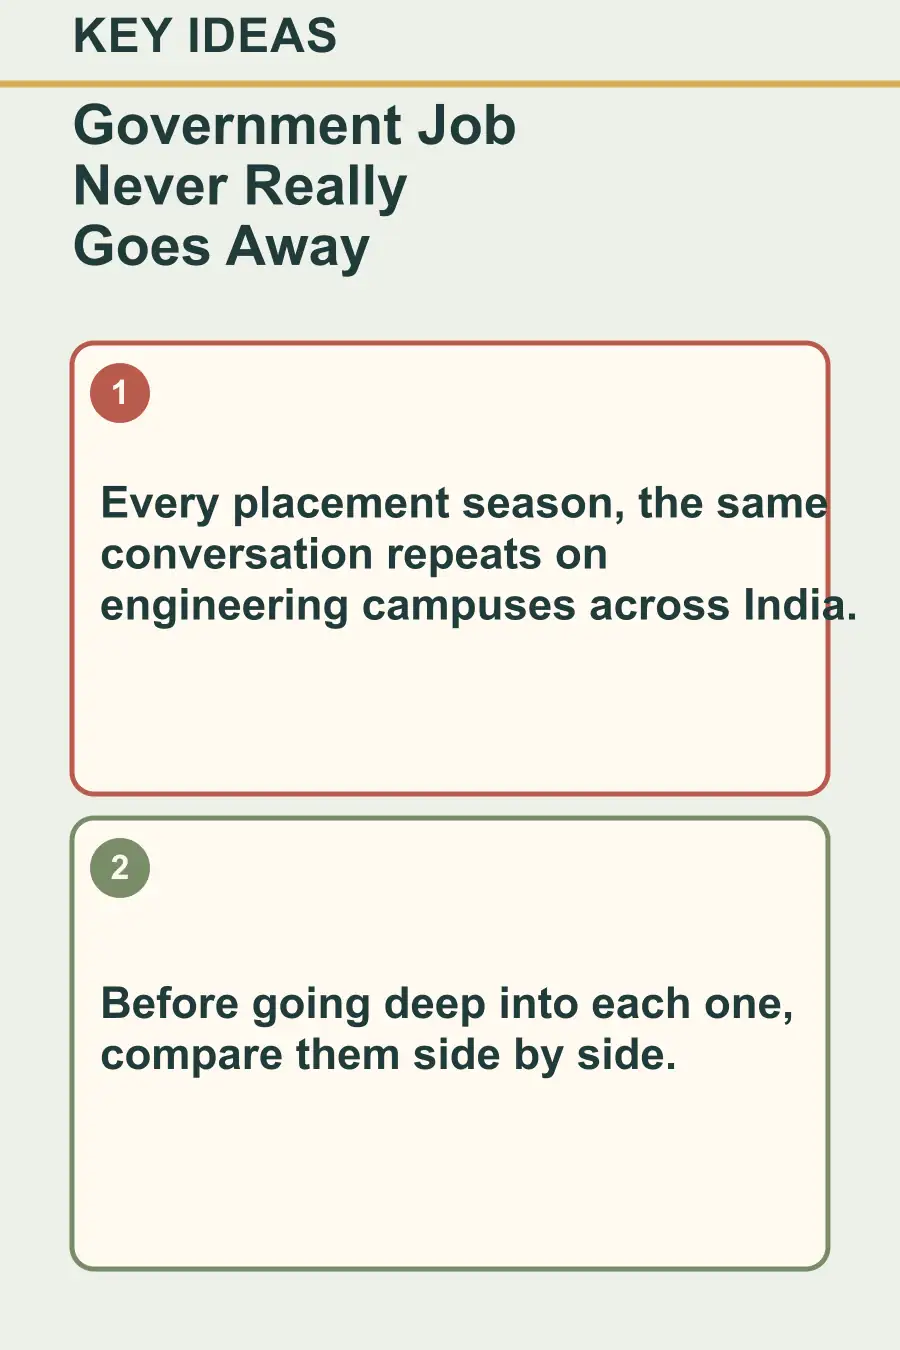 KEY IDEAS
Government Job
Never Really
Goes Away
1
Every placement season, the same
conversation repeats on
engineering campuses across India.
2
Before going deep into each one,
compare them side by side.